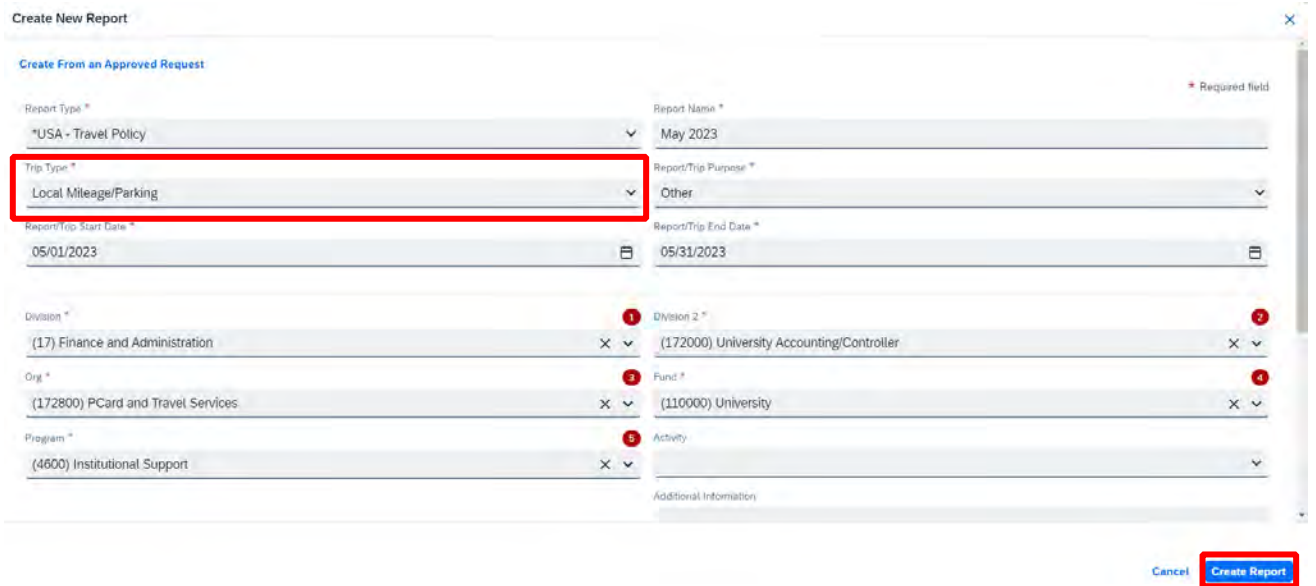 Create New Report
Create From an Approved Request
* Required field
Report Type *
Report Name *
*USA - Travel Policy
May 2023
Trip Type *
Report/Trip Purpose *
Local Mileage/Parking
Other
Report/Trip Start Date *
Report/Trip End Date *
05/01/2023
05/31/2023
Division *
1
Division 2 *
2
(17) Finance and Administration
(172000) University Accounting/Controller
Org *
3
Fund *
4
(172800) PCard and Travel Services
(110000) University
Program *
5
Activity
(4600) Institutional Support
Additional Information
Cancel
Create Report